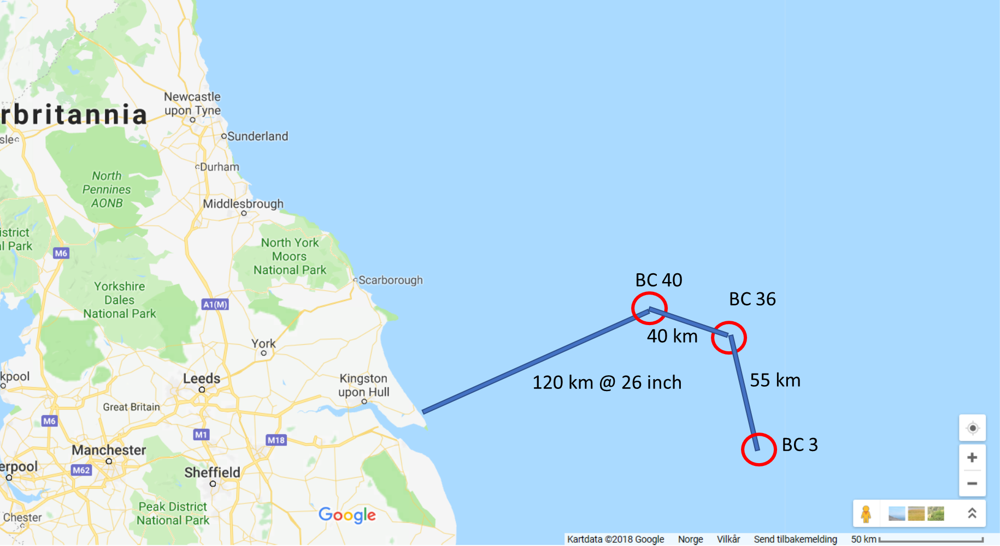 Newcastle
upon Tyne
rbritannia
Sunderland
sle
Durham
North
Pennines
AONB
Middlesbrough
istrict
l Park
M6
North York
Moors
National Park
Scarborough
BC 40
Yorkshire
Dales
National Park
A1(M)
BC 36
40 km
York
kpool
Leeds
Kingston
upon Hull
120 km @ 26 inch
55 km
Great Britain
M6
M1
M18
BC 3
Manchester
erpool
M62
Sheffield
Peak District
National Park
Chester
Google
Kartdata ©2018 Google Norge Vilkår Send tilbakemelding 50 km